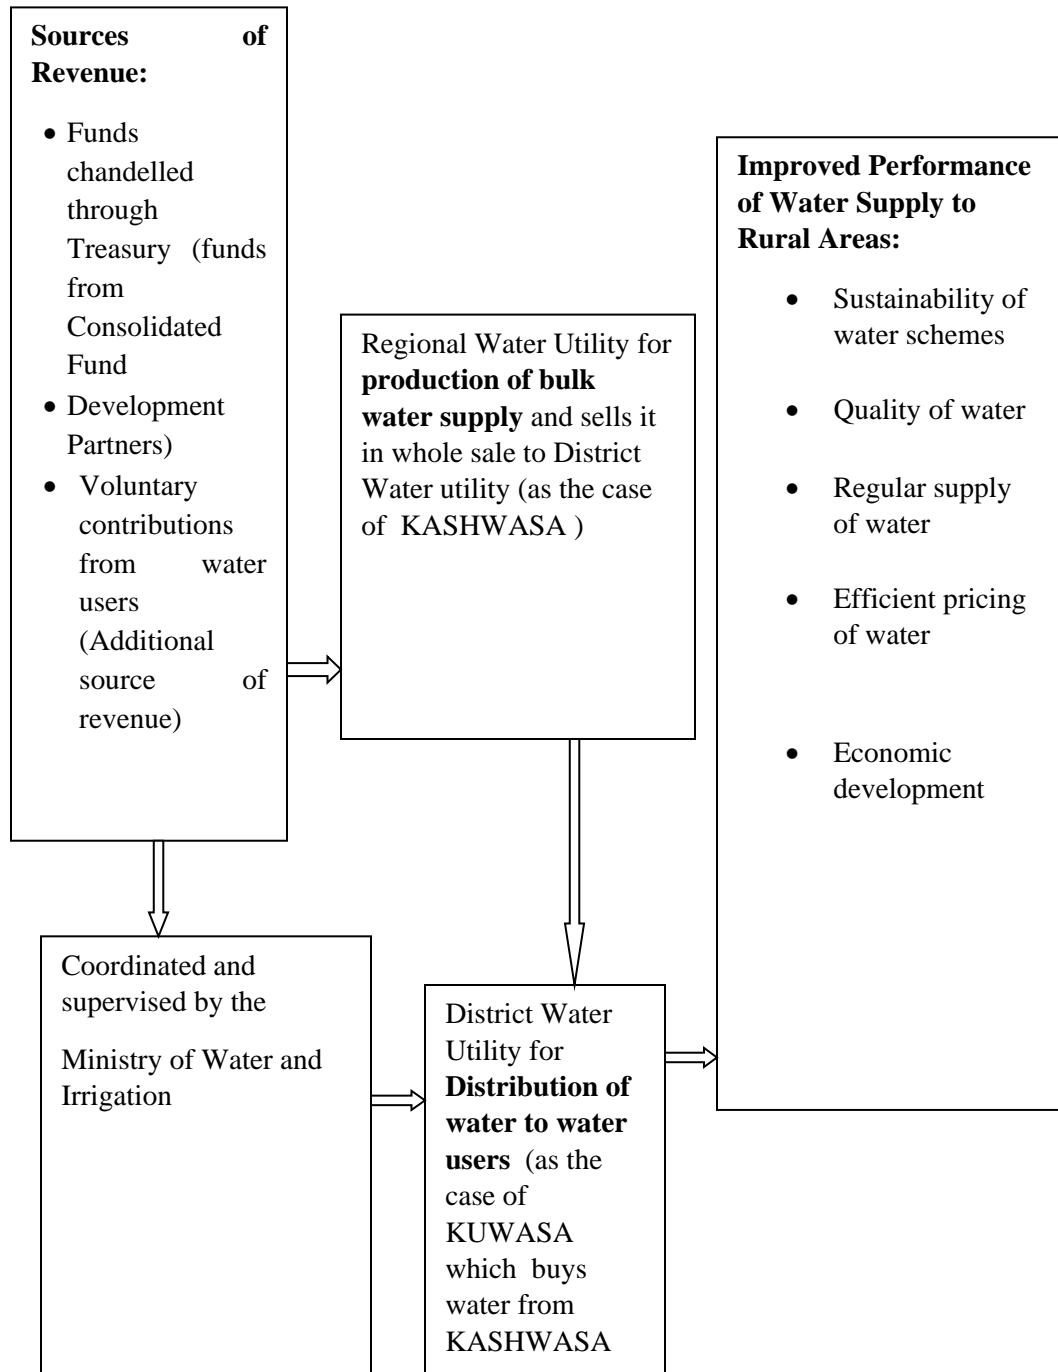 Sources of
Revenue:
• Funds
chandelled
through
Treasury (funds
from
Consolidated
Fund
• Development
Partners)
• Voluntary
contributions
from water
users
(Additional
source of
revenue)
Regional Water Utility for
production of bulk
water supply and sells it
in whole sale to District
Water utility (as the case
of KASHWASA )
Improved Performance
of Water Supply to
Rural Areas:
• Sustainability of
water schemes
• Quality of water
• Regular supply
of water
• Efficient pricing
of water
• Economic
development
Coordinated and
supervised by the
Ministry of Water and
Irrigation
District Water
Utility for
Distribution of
water to water
users (as the
case of
KUWASA
which buys
water from
KASHWASA